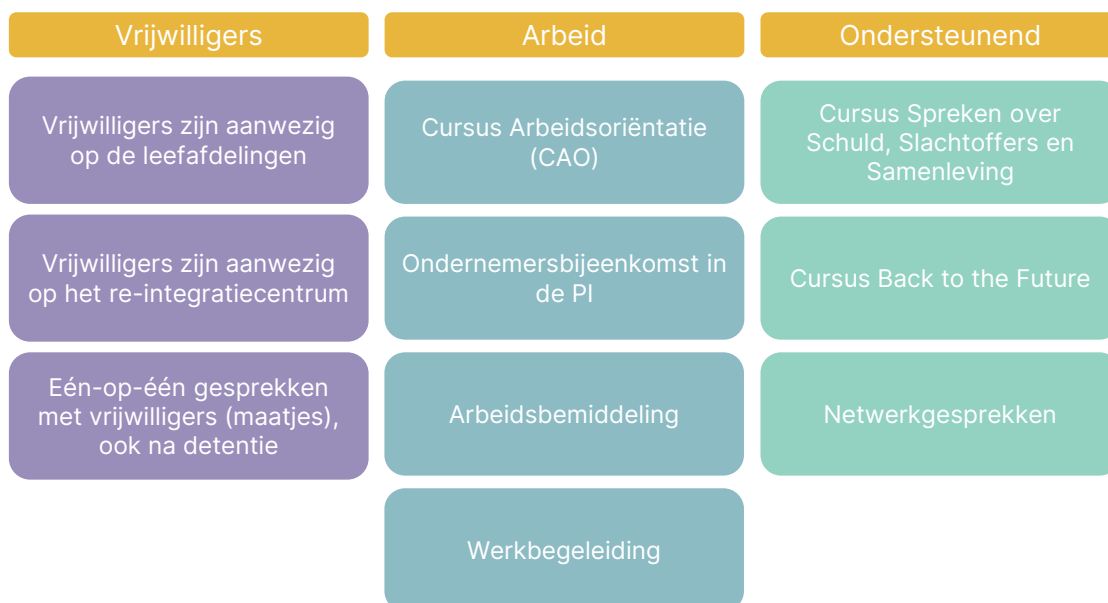 Vrijwilligers
Vrijwilligers zijn aanwezig
op de leefafdelingen
Vrijwilligers zijn aanwezig
op het re-integratiecentrum
Eén-op-één gesprekken
met vrijwilligers (maatjes),
ook na detentie
Arbeid
Cursus Arbeidsoriëntatie
(CAO)
Ondernemersbijeenkomst in
de PI
Arbeidsbemiddeling
Werkbegeleiding
Ondersteunend
Cursus Spreken over
Schuld, Slachtoffers en
Samenleving
Cursus Back to the Future
Netwerkgesprekken